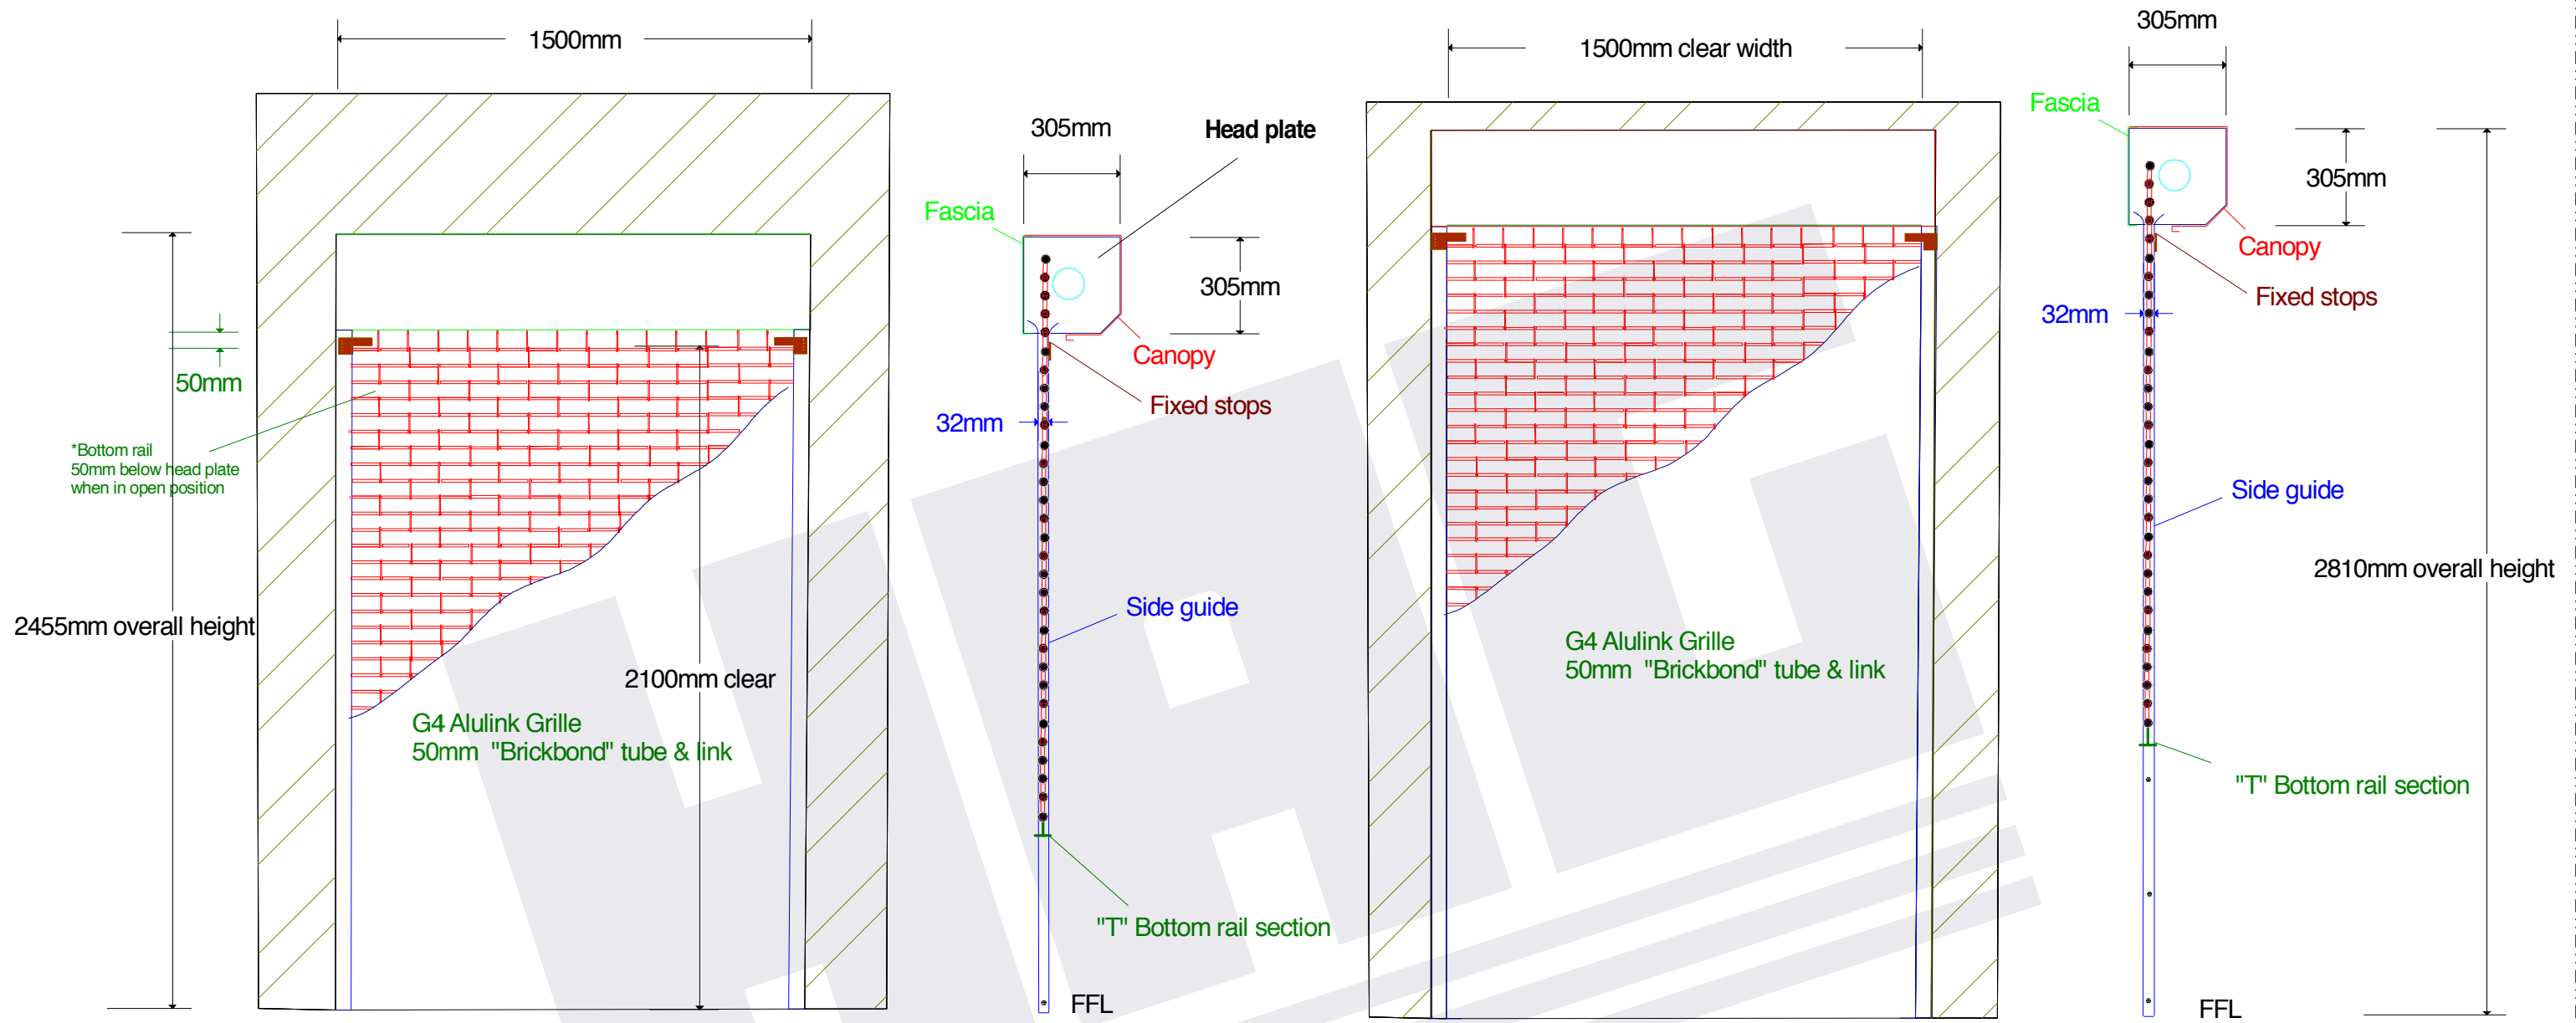 1500mm
305mm
Head plate
Fascia
305mm
50mm
Canopy
Fixed stops
32mm
*Bottom rail
50mm below head plate
when in open position
Side guide
2455mm overall height
2100mm clear
G4 Alulink Grille
50mm "Brickbond" tube & link
"T" Bottom rail section
FFL
1500mm clear width
305mm
Fascia
305mm
Canopy
Fixed stops
32mm
Side guide
2810mm overall height
G4 Alulink Grille
50mm "Brickbond" tube & link
"T" Bottom rail section
FFL